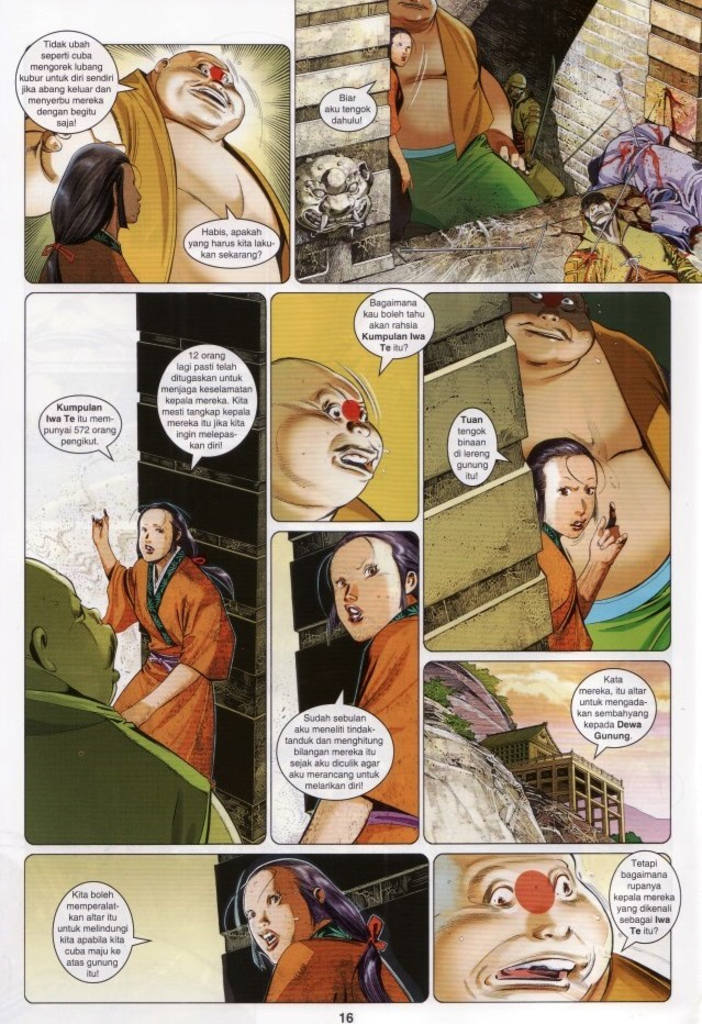 Tidak ubah
seperti cuba
mengorek lubang
kubur untuk diri sendiri
jika abang keluar dan
menyerbu mereka
dengan begitu
saja!
Habis, apakah
yang harus kita laku-
kan sekarang?
Biar
aku tengok
dahulu!
Kumpulan
Iwa Te itu mem-
punyai 572 orang
pengikut.
12 orang
lagi pasti telah
ditugaskan untuk
menjaga keselamatan
kepala mereka. Kita
mesti tangkap kepala
mereka itu jika kita
ingin melepas-
kan diri!
Bagaimana
kau boleh tahu
akan rahsia
Kumpulan Iwa
Te itu?
Sudah sebulan
aku meneliti tindak-
tanduk dan menghitung
bilangan mereka itu
sejak aku diculik agar
aku merancang untuk
melarikan diri!
Tuan
tengok
binaan
di lereng
gunung
itu!
Kata
mereka, itu altar
untuk mengada-
kan sembahyang
kepada Dewa
Gunung.
Kita boleh
memperalat-
kan altar itu
untuk melindungi
kita apabila kita
cuba maju ke
atas gunung
itu!
Tetapi
bagaimana
rupanya
kepala mereka
yang dikenali
sebagai Iwa
Te itu?
16